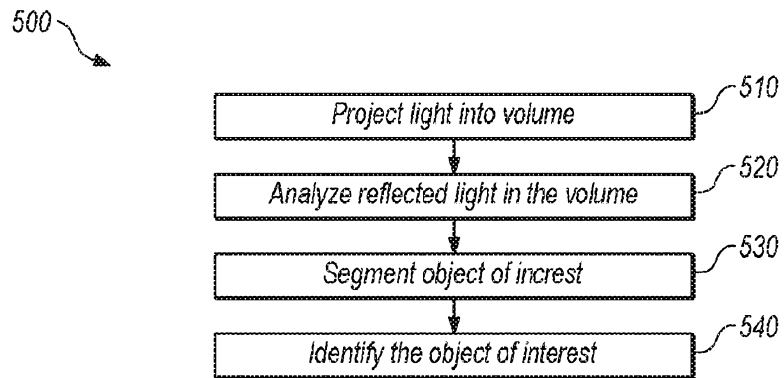 500
510
Project light into volume
520
Analyze reflected light in the volume
530
Segment object of increst
540
Identify the object of interest